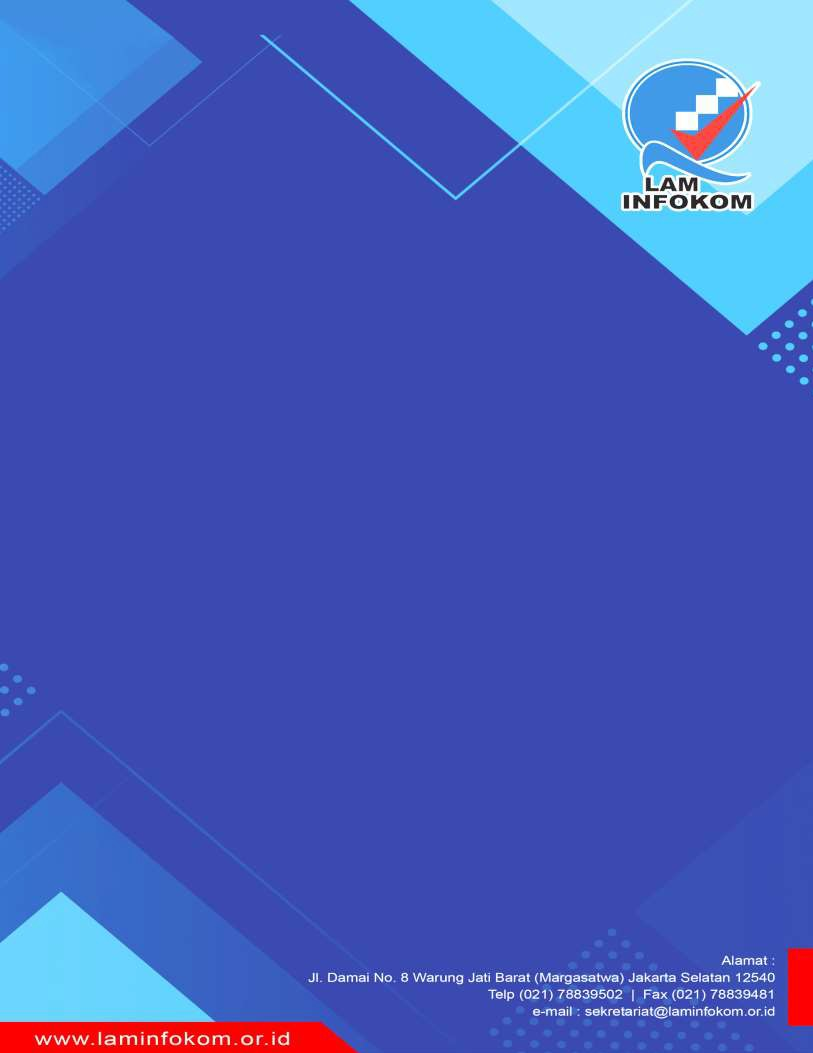 LAM
INFOKOM
Alamat :
Jl. Damai No. 8 Warung Jati Barat (Margasatwa) Jakarta Selatan 12540
Telp (021) 78839502 | Fax (021) 78839481
e-mail : sekretariat@laminfokom.or.id
www.laminfokom.or.id